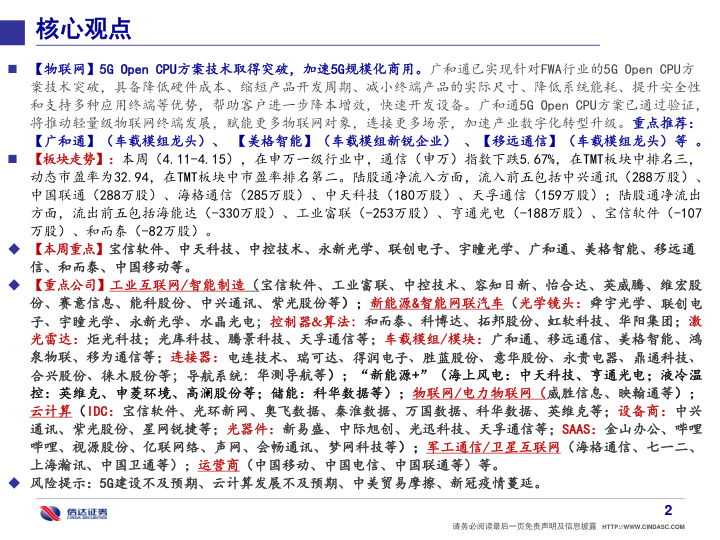 核心观点
【物联网】5G Open CPU方案技术取得突破，加速5G规模化商用。广和通已实现针对FWA行业的5G Open CPU方
案技术突破，具备降低硬件成本、缩短产品开发周期、减小终端产品的实际尺寸、降低系统能耗、提升安全性
和支持多种应用终端等优势，帮助客户进一步降本增效，快速开发设备。广和通5G Open CPU方案已通过验证，
将推动轻量级物联网终端发展，赋能更多物联网对象，连接更多场景，加速产业数字化转型升级。重点推荐：
【广和通】（车载模组龙头）、 【美格智能】（车载模组新锐企业） 、【移远通信】（车载模组龙头）等 。
【板块走势】：本周（4.11-4.15），在申万一级行业中，通信（申万）指数下跌5.67%，在TMT板块中排名三，
动态市盈率为32.94，在TMT板块中市盈率排名第二。陆股通净流入方面，流入前五包括中兴通讯（288万股）、
中国联通（288万股）、海格通信（285万股）、中天科技（180万股）、天孚通信（159万股）；陆股通净流出
方面，流出前五包括海能达（-330万股）、工业富联（-253万股）、亨通光电（-188万股）、宝信软件（-107
万股）、和而泰（-82万股）。
【本周重点】宝信软件、中天科技、中控技术、永新光学、联创电子、宇瞳光学、广和通、美格智能、移远通
信、和而泰、中国移动等。
【重点公司】工业互联网/智能制造（宝信软件、工业富联、中控技术、容知日新、怡合达、英威腾、维宏股
份、赛意信息、能科股份、中兴通讯、紫光股份等）；新能源&智能网联汽车（光学镜头：舜宇光学、联创电
子、宇瞳光学、永新光学、水晶光电；控制器&算法：和而泰、科博达、拓邦股份、虹软科技、华阳集团；激
光雷达：炬光科技；光库科技、腾景科技、天孚通信等；车载模组/模块：广和通、移远通信、美格智能、鸿
泉物联、移为通信等；连接器：电连技术、瑞可达、得润电子、胜蓝股份、意华股份、永贵电器、鼎通科技、
合兴股份、徕木股份等；导航系统：华测导航等）；“新能源+”（海上风电：中天科技、亨通光电；液冷温
控：英维克、申菱环境、高澜股份等；储能：科华数据等）；物联网/电力物联网（威胜信息、映翰通等）；
云计算（IDC：宝信软件、光环新网、奥飞数据、秦淮数据、万国数据、科华数据、英维克等；设备商：中兴
通讯、紫光股份、星网锐捷等；光器件：新易盛、中际旭创、光迅科技、天孚通信等；SAAS：金山办公、哔哩
哔哩、视源股份、亿联网络、声网、会畅通讯、梦网科技等）；军工通信/卫星互联网（海格通信、七一二、
上海瀚讯、中国卫通等）；运营商（中国移动、中国电信、中国联通等）等。
风险提示：5G建设不及预期、云计算发展不及预期、中美贸易摩擦、新冠疫情蔓延。
信达证券
CINDA SECURITIES
2
请务必阅读最后一页免责声明及信息披露 HTTP://WWW.CINDASC.COM